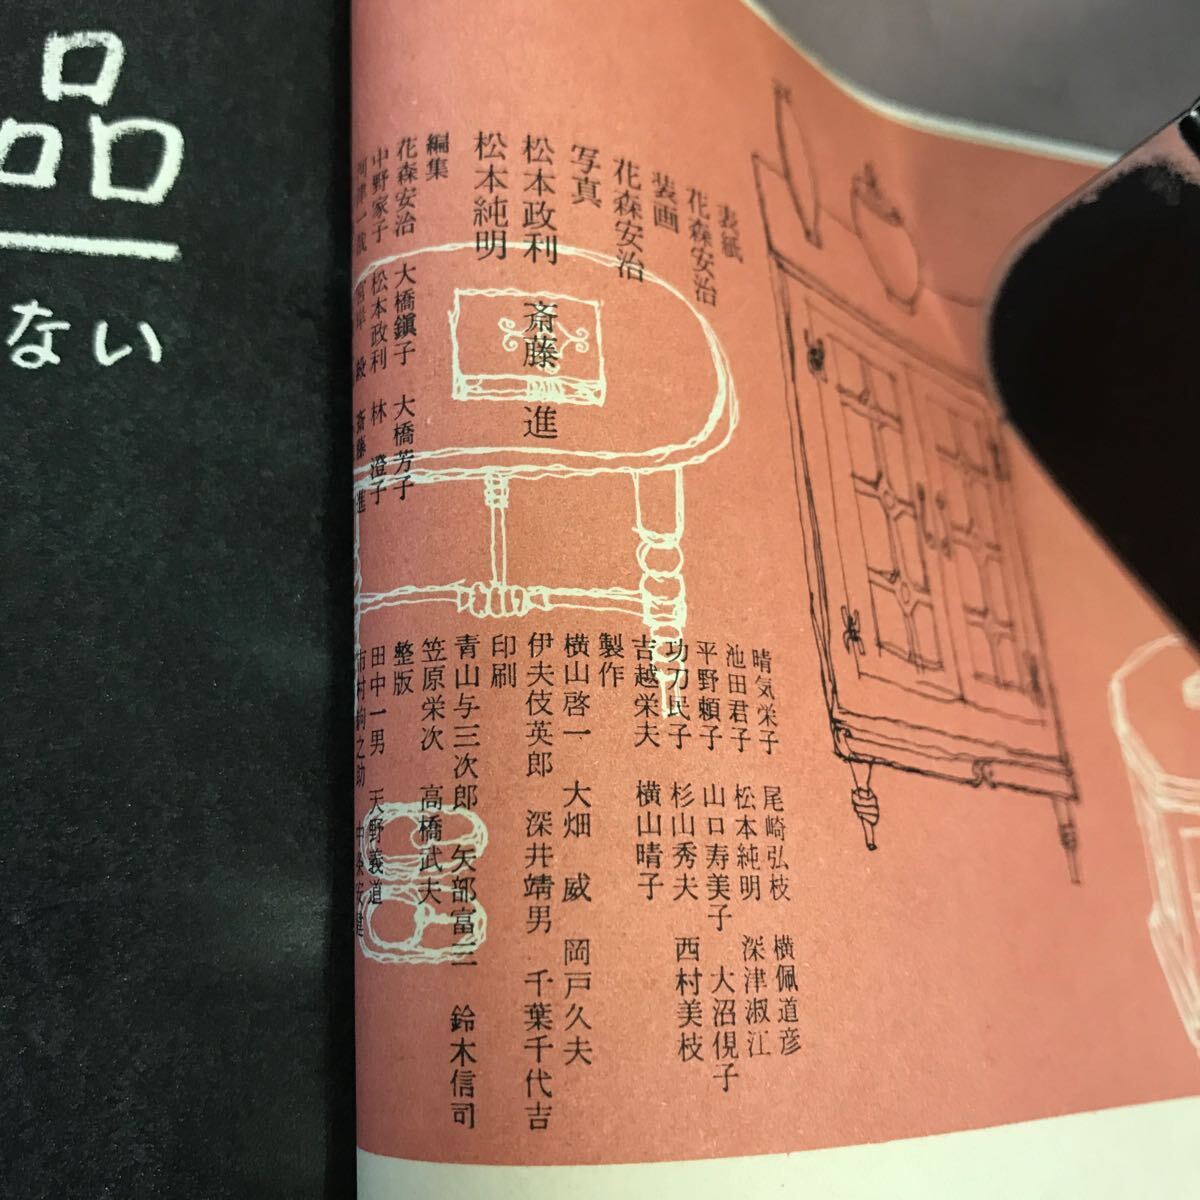 表紙
花森安治
装画
花森安治
写真
松本政利 斎藤 進
松本純明
編集
花森安治 大橋鎭子 大橋芳子
中野家子 松本政利 林 澄子
宮岸 毅 斎藤 進
晴気栄子 尾崎弘枝 横佩道彦
池田君子 松本純明 深津淑江
平野頼子 山口寿美子 大沼俔子
功刀民子 杉山秀夫 西村美枝
吉越栄夫 横山晴子
製作
横山啓一 大畑 威 岡戸久夫
伊夫伎英郎 深井靖男 千葉千代吉
印刷
青山与三次郎 矢部富三 鈴木信司
笠原栄次 高橋武夫
整版
田中一男 天野義道
品
ない